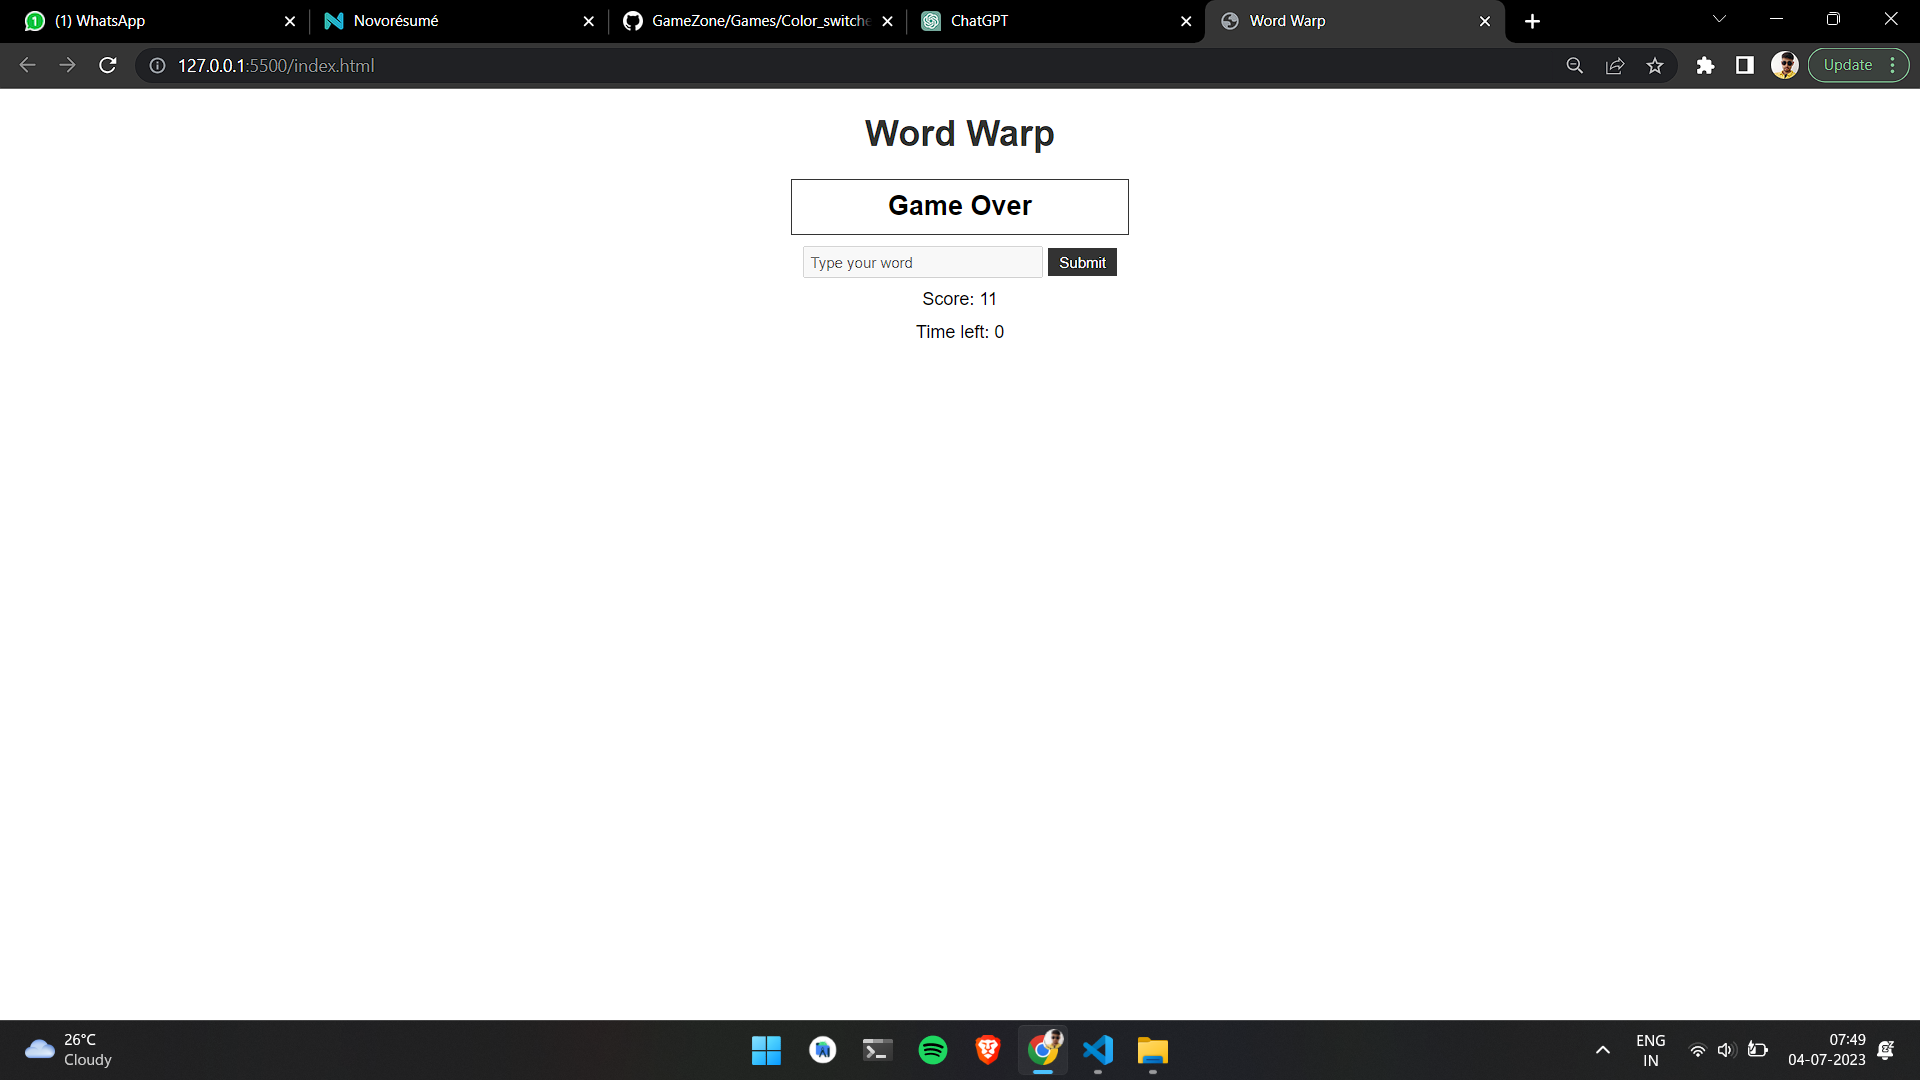 (1) WhatsApp
Novorésumé
GameZone/Games/Color_switche
ChatGPT
Word Warp
127.0.0.1:5500/index.html
Update
Word Warp
Game Over
Type your word
Submit
Score: 11
Time left: 0
26°C
Cloudy
ENG
IN
07:49
04-07-2023